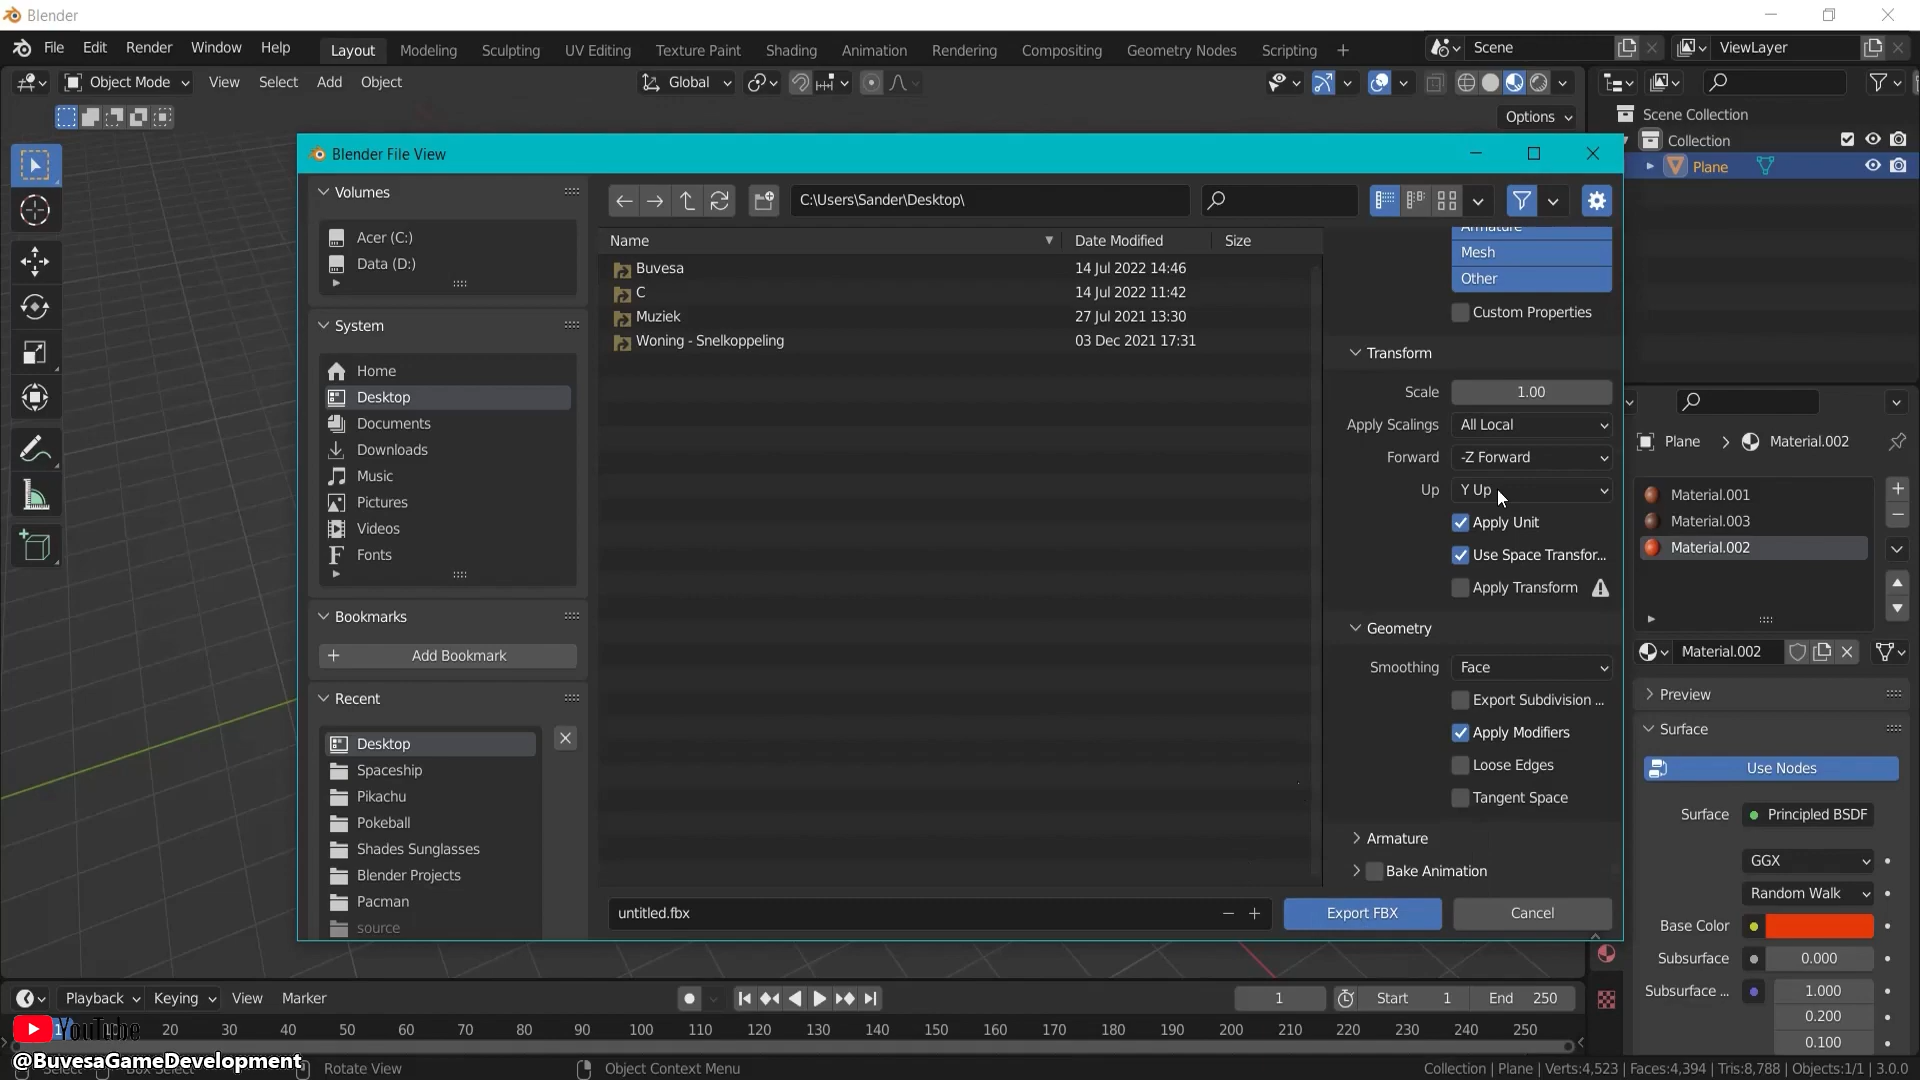 Blender
File Edit Render Window Help Layout Modeling Sculpting UV Editing Texture Paint Shading Animation Rendering Compositing Geometry Nodes Scripting + Scene ViewLayer
Object Mode View Select Add Object Global
Options
Scene Collection
Collection
Plane
Blender File View
Volumes
Acer (C:)
Data (D:)
System
Home
Desktop
Documents
Downloads
Music
Pictures
Videos
Fonts
Bookmarks
+ Add Bookmark
Recent
Desktop
Spaceship
Pikachu
Pokeball
Shades Sunglasses
Blender Projects
Pacman
source
C:\Users\Sander\Desktop\
Name Date Modified Size
Buvesa 14 Jul 2022 14:46
C 14 Jul 2022 11:42
Muziek 27 Jul 2021 13:30
Woning - Snelkoppeling 03 Dec 2021 17:31
untitled.fbx
Armature
Mesh
Other
Custom Properties
Transform
Scale 1.00
Apply Scalings All Local
Forward -Z Forward
Up Y Up
Apply Unit
Use Space Transfor...
Apply Transform
Geometry
Smoothing Face
Export Subdivision ...
Apply Modifiers
Loose Edges
Tangent Space
Armature
Bake Animation
Export FBX Cancel
Plane > Material.002
Material.001
Material.003
Material.002
Material.002
Preview
Surface
Use Nodes
Surface Principled BSDF
GGX
Random Walk
Base Color
Subsurface 0.000
Subsurface ... 1.000
0.200
0.100
Playback Keying View Marker 1 Start 1 End 250
20 30 40 50 60 70 80 90 100 110 120 130 140 150 160 170 180 190 200 210 220 230 240 250
YouTube
@BuvesaGameDevelopment
Select Box Select Rotate View Object Context Menu Collection | Plane | Verts:4,523 | Faces:4,394 | Tris:8,788 | Objects:1/1 | 3.0.0